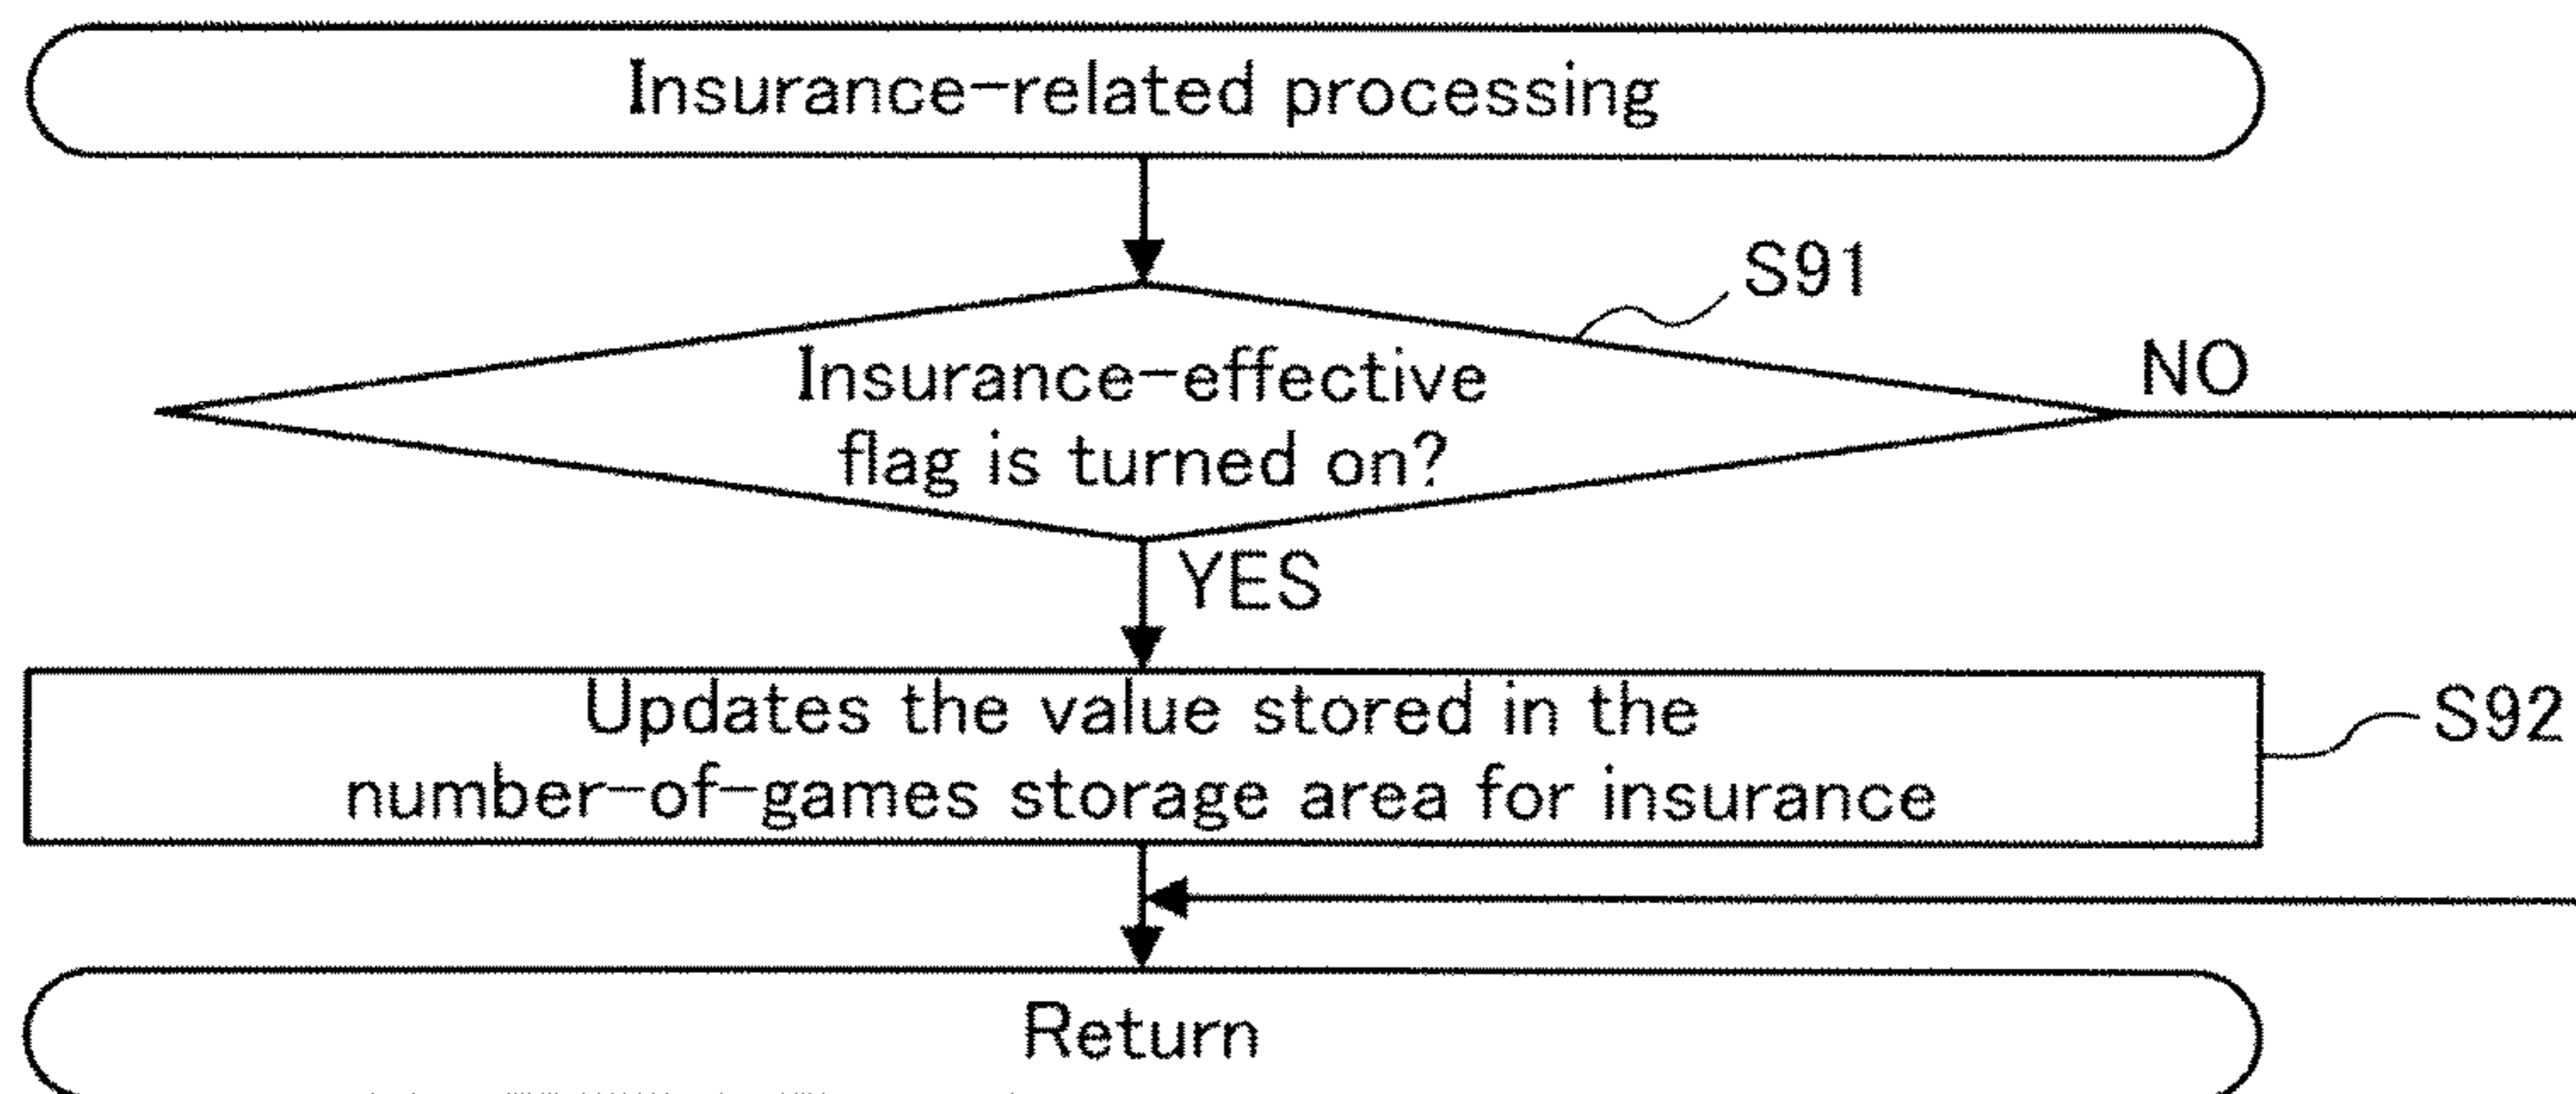 Insurance-related processing
S91
Insurance-effective
flag is turned on?
NO
YES
Updates the value stored in the
number-of-games storage area for insurance
S92
Return